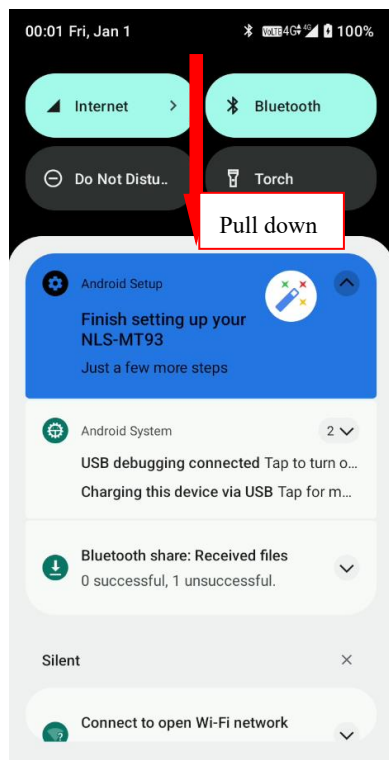 00:01 Fri, Jan 1 VoLTE 4G 4G 100%
Internet
Bluetooth
Do Not Distu..
Torch
Pull down
Android Setup
Finish setting up your
NLS-MT93
Just a few more steps
Android System
2
USB debugging connected Tap to turn o...
Charging this device via USB Tap for m...
Bluetooth share: Received files
0 successful, 1 unsuccessful.
Silent
Connect to open Wi-Fi network